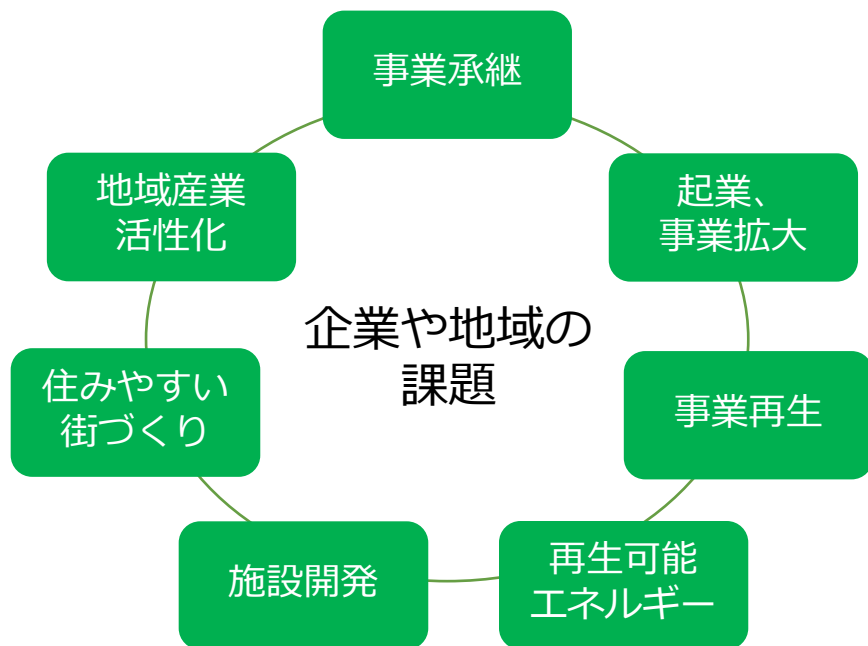 事業承継
起業、
事業拡大
事業再生
再生可能
エネルギー
施設開発
住みやすい
街づくり
地域産業
活性化
企業や地域の
課題